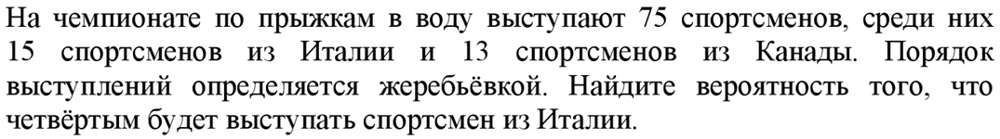 На чемпионате по прыжкам в воду выступают 75 спортсменов, среди них
15 спортсменов из Италии и 13 спортсменов из Канады. Порядок
выступлений определяется жеребьёвкой. Найдите вероятность того, что
четвёртым будет выступать спортсмен из Италии.